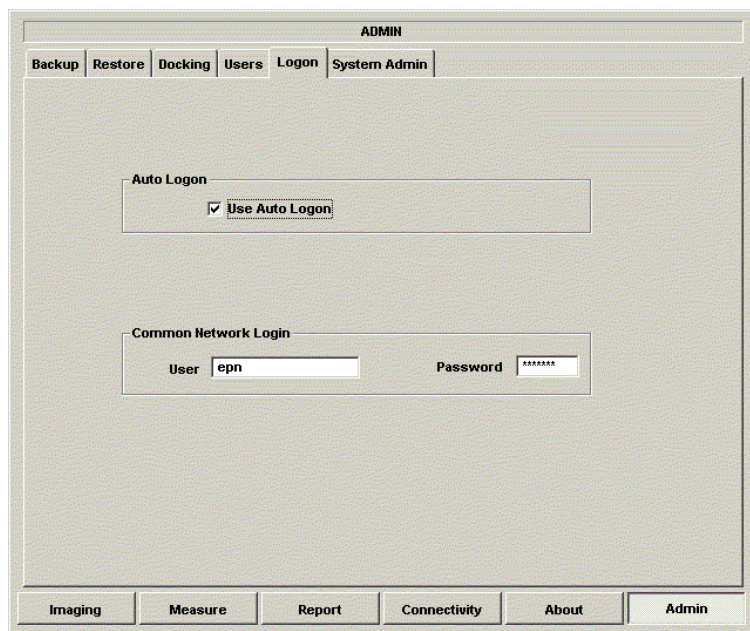 ADMIN
Backup Restore Docking Users Logon System Admin
Auto Logon
Use Auto Logon
Common Network Login
User epn Password *******
Imaging Measure Report Connectivity About Admin